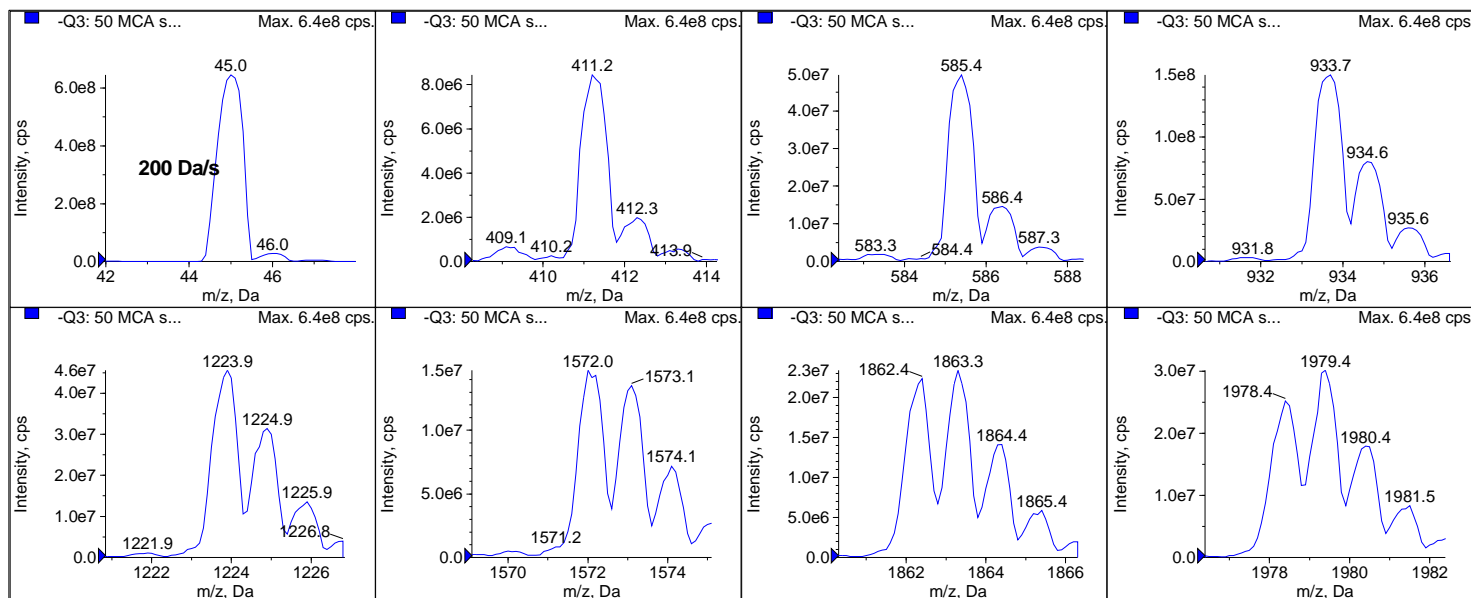 -Q3: 50 MCA s... Max. 6.4e8 cps.
45.0
6.0e8
4.0e8
200 Da/s
2.0e8
46.0
0.0
42 44 46
m/z, Da
Intensity, cps
-Q3: 50 MCA s... Max. 6.4e8 cps.
411.2
8.0e6
6.0e6
4.0e6
2.0e6
412.3
409.1
410.2
413.9
0.0
410 412 414
m/z, Da
Intensity, cps
-Q3: 50 MCA s... Max. 6.4e8 cps.
585.4
5.0e7
4.0e7
3.0e7
2.0e7
586.4
1.0e7
583.3
584.4
587.3
0.0
584 586 588
m/z, Da
Intensity, cps
-Q3: 50 MCA s... Max. 6.4e8 cps.
933.7
1.5e8
1.0e8
934.6
5.0e7
935.6
931.8
0.0
932 934 936
m/z, Da
Intensity, cps
-Q3: 50 MCA s... Max. 6.4e8 cps.
1223.9
4.6e7
4.0e7
1224.9
3.0e7
2.0e7
1225.9
1.0e7
1226.8
1221.9
0.0
1222 1224 1226
m/z, Da
Intensity, cps
-Q3: 50 MCA s... Max. 6.4e8 cps.
1572.0
1.5e7
1573.1
1.0e7
1574.1
5.0e6
1571.2
0.0
1570 1572 1574
m/z, Da
Intensity, cps
-Q3: 50 MCA s... Max. 6.4e8 cps.
1862.4
1863.3
2.3e7
2.0e7
1.5e7
1864.4
1.0e7
1865.4
5.0e6
0.0
1862 1864 1866
m/z, Da
Intensity, cps
-Q3: 50 MCA s... Max. 6.4e8 cps.
1979.4
3.0e7
1978.4
2.0e7
1980.4
1.0e7
1981.5
0.0
1978 1980 1982
m/z, Da
Intensity, cps